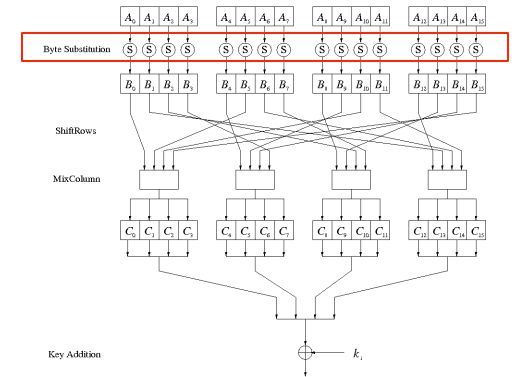 A0 A1 A2 A3 A4 A5 A6 A7 A8 A9 A10 A11 A12 A13 A14 A15
Byte Substitution S S S S S S S S S S S S S S S S
B0 B1 B2 B3 B4 B5 B6 B7 B8 B9 B10 B11 B12 B13 B14 B15
ShiftRows
MixColumn
C0 C1 C2 C3 C4 C5 C6 C7 C8 C9 C10 C11 C12 C13 C14 C15
Key Addition ki